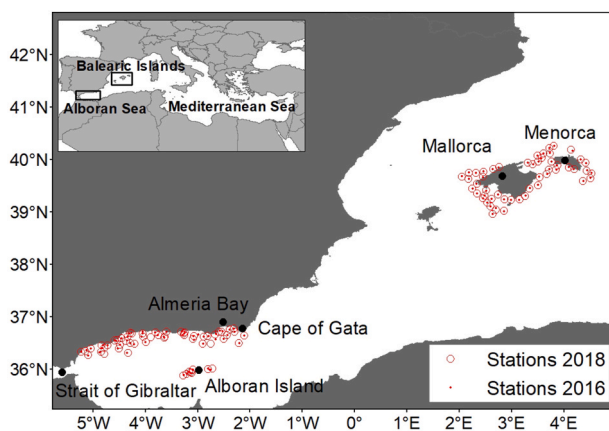 42°N
41°N
40°N
39°N
38°N
37°N
36°N
Balearic Islands
Alboran Sea
Mediterranean Sea
Mallorca
Menorca
Almeria Bay
Cape of Gata
Strait of Gibraltar
Alboran Island
Stations 2018
Stations 2016
5°W
4°W
3°W
2°W
1°W
0°
1°E
2°E
3°E
4°E